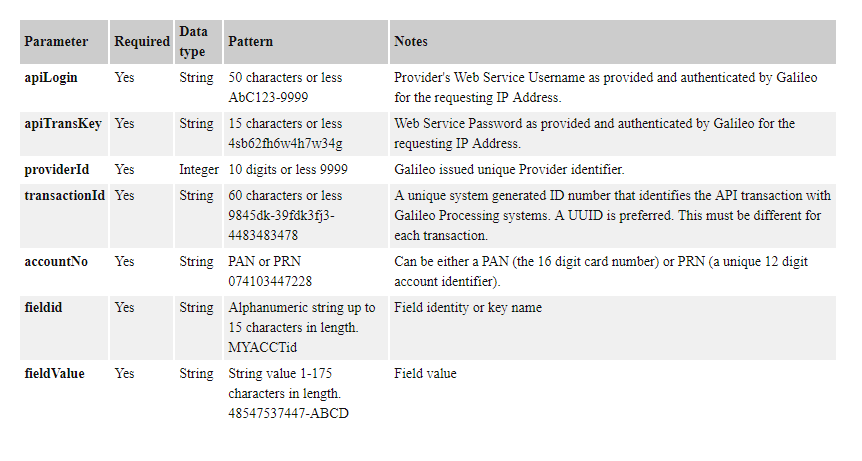 Parameter Required Data type Pattern Notes
apiLogin Yes String 50 characters or less Provider's Web Service Username as provided and authenticated by Galileo
AbC123-9999 for the requesting IP Address.
apiTransKey Yes String 15 characters or less Web Service Password as provided and authenticated by Galileo for the
4sb62fh6w4h7w34g requesting IP Address.
providerId Yes Integer 10 digits or less 9999 Galileo issued unique Provider identifier.
transactionId Yes String 60 characters or less A unique system generated ID number that identifies the API transaction with
9845dk-39fdk3fj3- Galileo Processing systems. A UUID is preferred. This must be different for
4483483478 each transaction.
accountNo Yes String PAN or PRN Can be either a PAN (the 16 digit card number) or PRN (a unique 12 digit
074103447228 account identifier).
fieldid Yes String Alphanumeric string up to Field identity or key name
15 characters in length.
MYACCTid
fieldValue Yes String String value 1-175 Field value
characters in length.
48547537447-ABCD